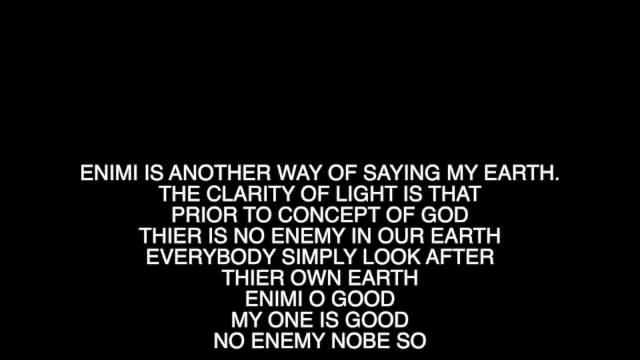 ENIMI IS ANOTHER WAY OF SAYING MY EARTH.
THE CLARITY OF LIGHT IS THAT
PRIOR TO CONCEPT OF GOD
THIER IS NO ENEMY IN OUR EARTH
EVERYBODY SIMPLY LOOK AFTER
THIER OWN EARTH
ENIMI O GOOD
MY ONE IS GOOD
NO ENEMY NOBE SO